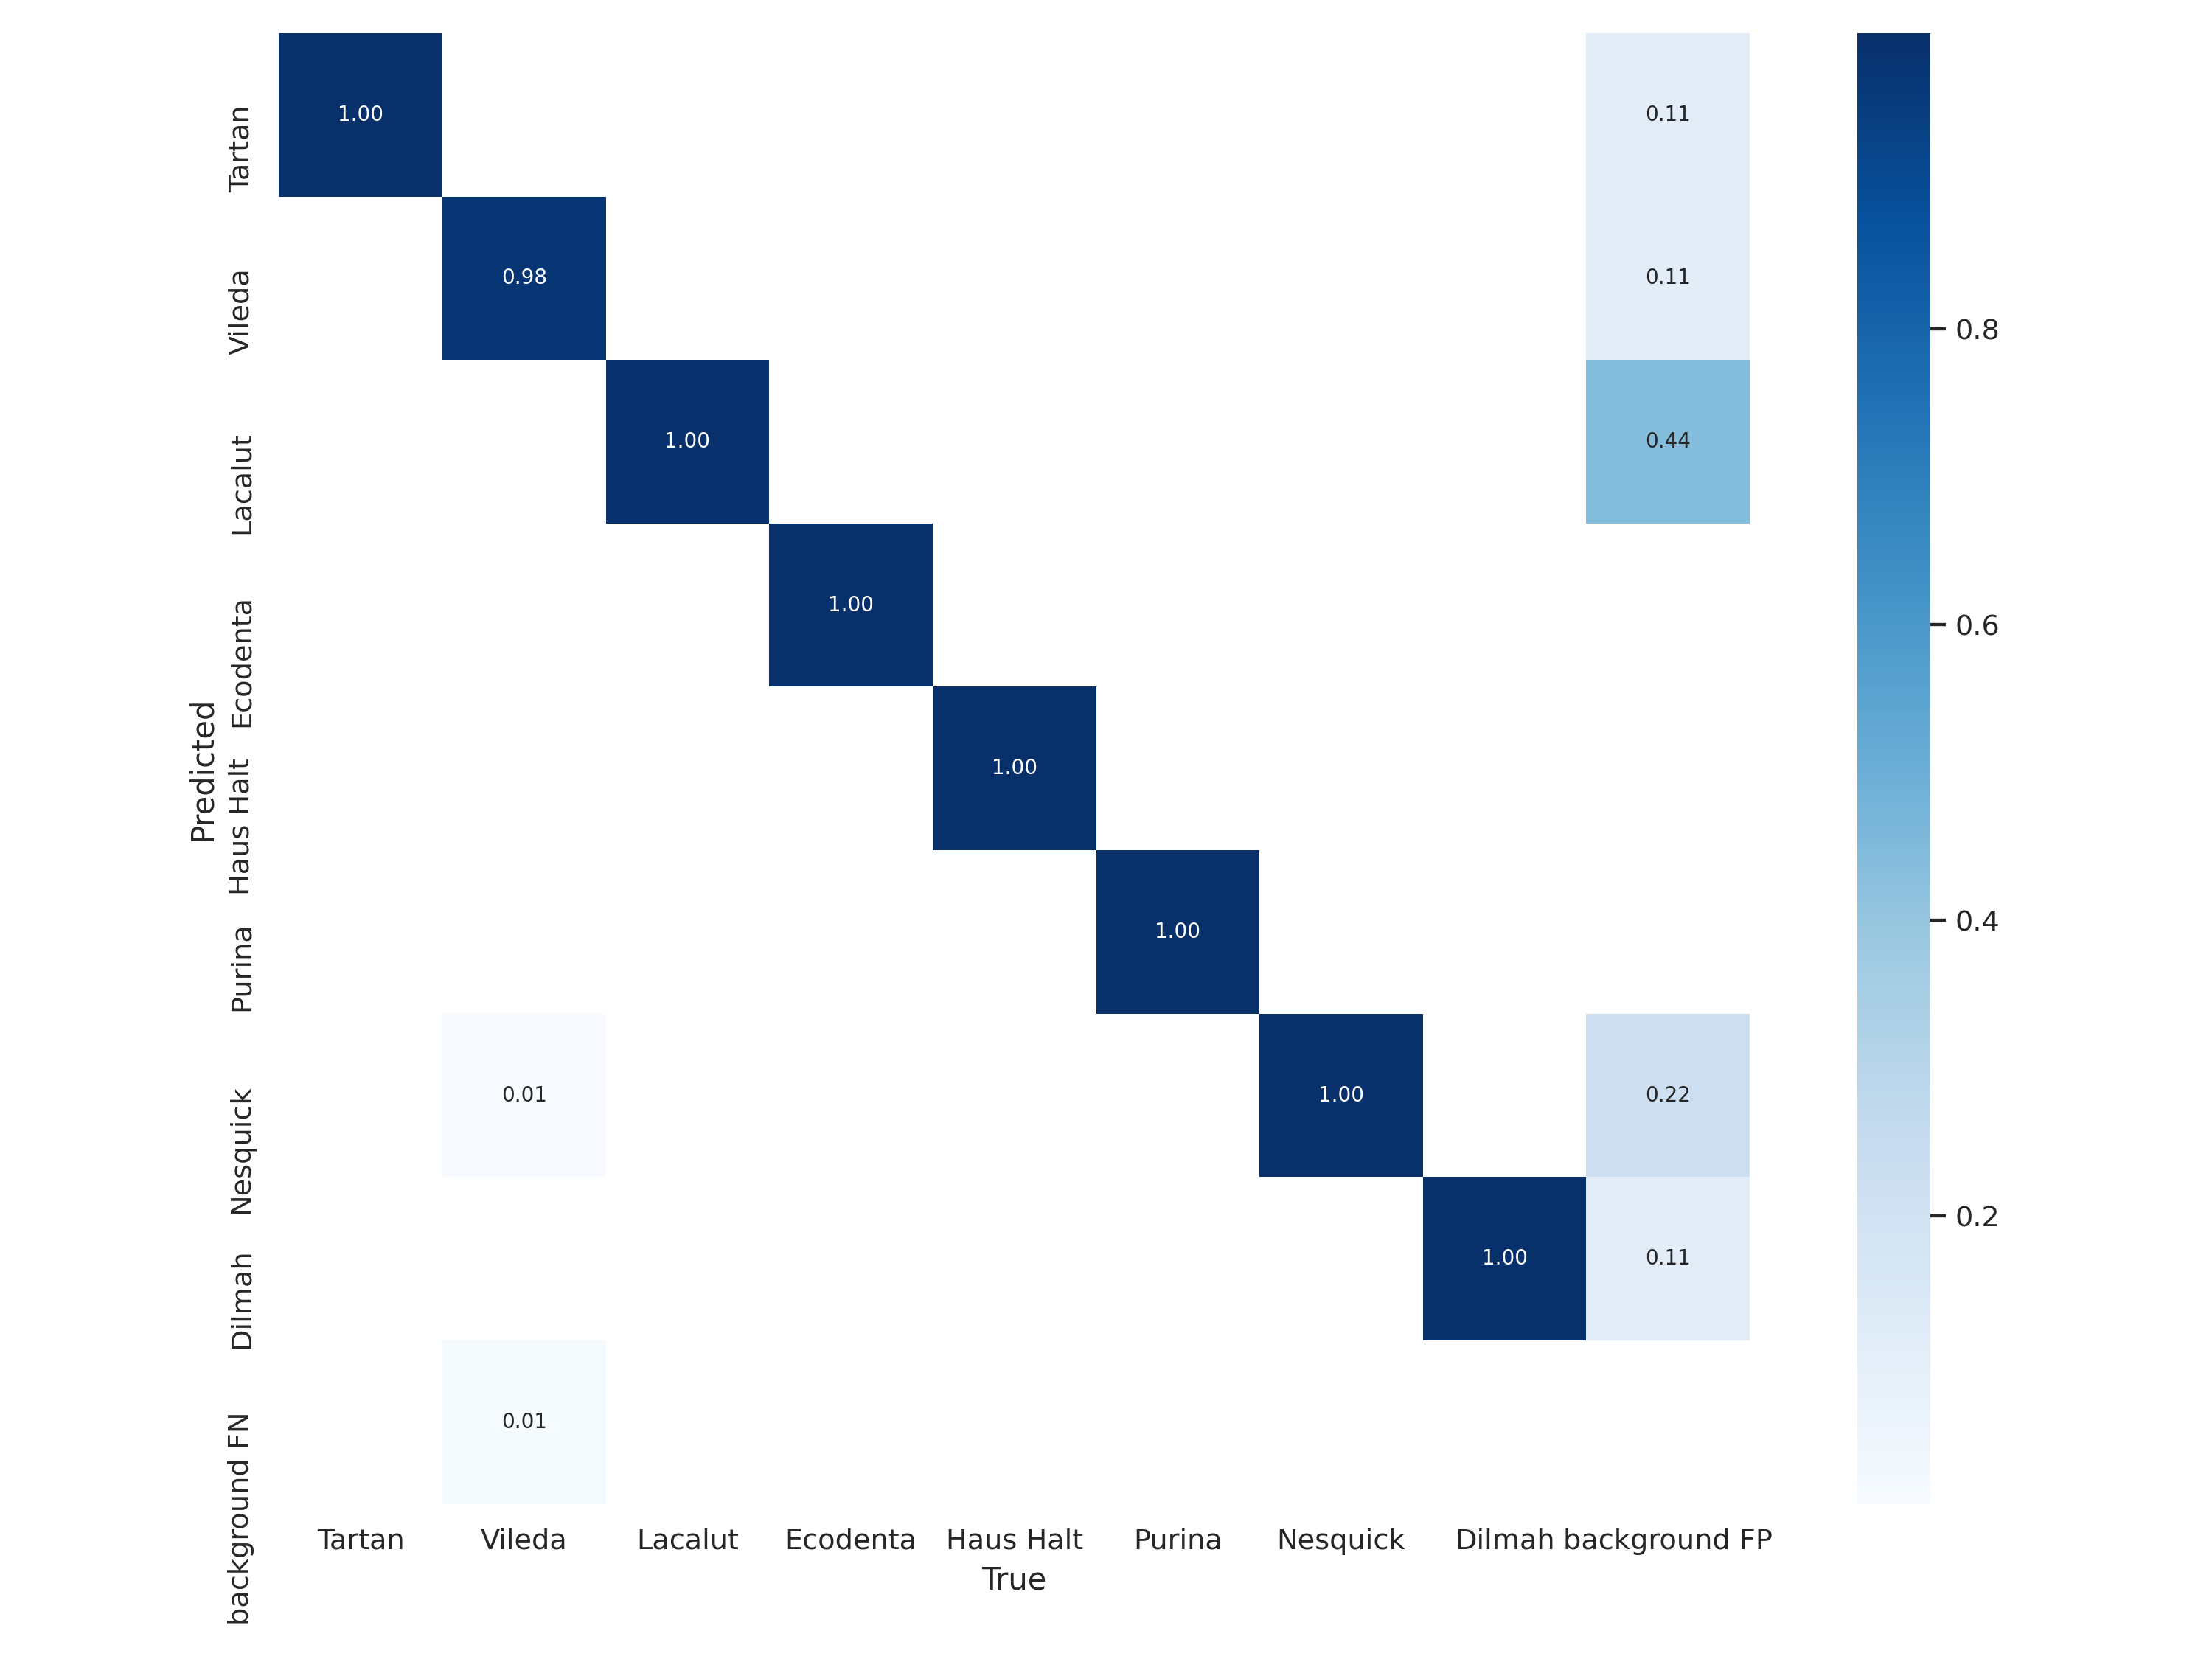 1.00 0.11
Tartan
0.98 0.11
Vileda
0.8
1.00 0.44
Lacalut
1.00
0.6
Ecodenta
1.00
Haus Halt
Predicted
1.00
0.4
Purina
0.01 1.00 0.22
Nesquick
0.2
1.00 0.11
Dilmah
0.01
background FN
Tartan Vileda Lacalut Ecodenta Haus Halt Purina Nesquick Dilmah background FP
True